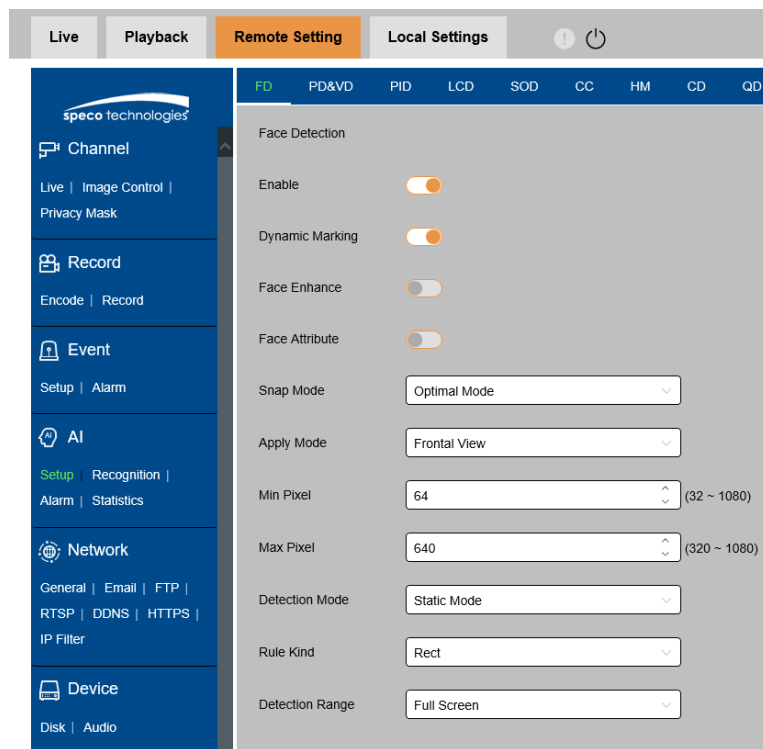 Live Playback Remote Setting Local Settings
speco technologies
Channel
Live | Image Control |
Privacy Mask
Record
Encode | Record
Event
Setup | Alarm
AI
Setup | Recognition |
Alarm | Statistics
Network
General | Email | FTP |
RTSP | DDNS | HTTPS |
IP Filter
Device
Disk | Audio
FD PD&VD PID LCD SOD CC HM CD QD
Face Detection
Enable
Dynamic Marking
Face Enhance
Face Attribute
Snap Mode Optimal Mode
Apply Mode Frontal View
Min Pixel 64 (32 ~ 1080)
Max Pixel 640 (320 ~ 1080)
Detection Mode Static Mode
Rule Kind Rect
Detection Range Full Screen